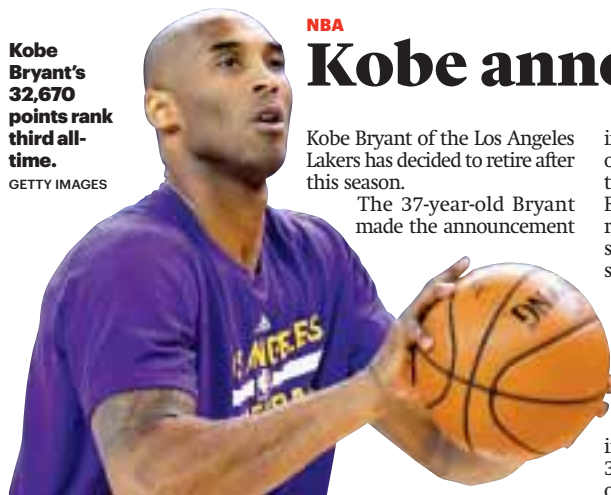 Kobe
Bryant's
32,670
points rank
third all-
time.
GETTY IMAGES
NBA
Kobe
Kobe Bryant of the Los Angeles
Lakers has decided to retire after
this season.
The 37-year-old Bryant
made the announcement